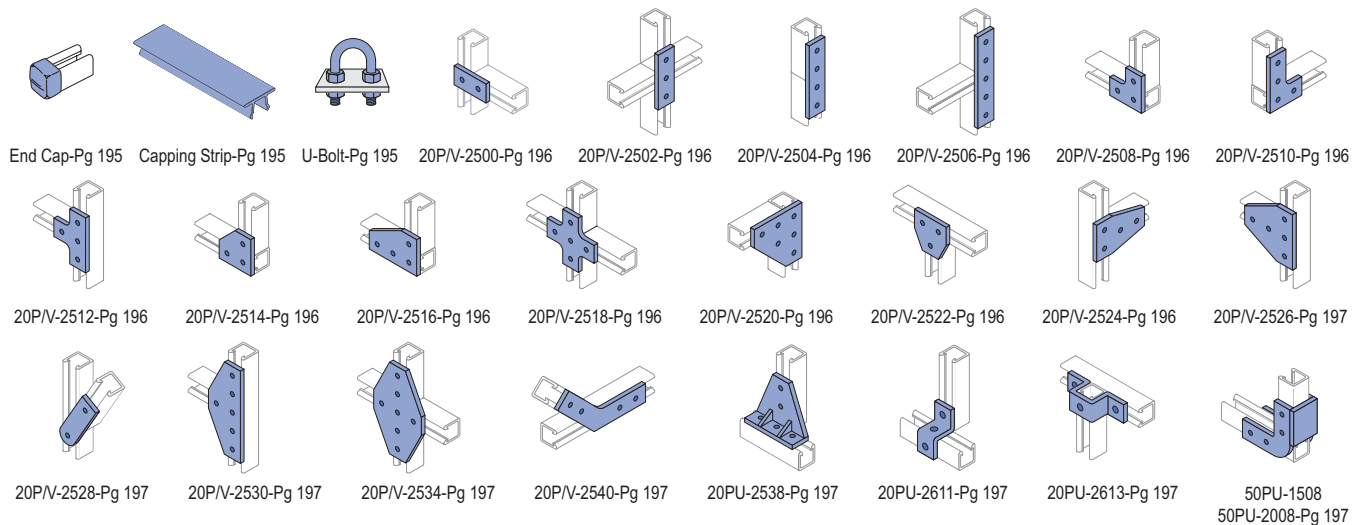 End Cap-Pg 195
Capping Strip-Pg 195
U-Bolt-Pg 195
20P/V-2500-Pg 196
20P/V-2502-Pg 196
20P/V-2504-Pg 196
20P/V-2506-Pg 196
20P/V-2508-Pg 196
20P/V-2510-Pg 196
20P/V-2512-Pg 196
20P/V-2514-Pg 196
20P/V-2516-Pg 196
20P/V-2518-Pg 196
20P/V-2520-Pg 196
20P/V-2522-Pg 196
20P/V-2524-Pg 196
20P/V-2526-Pg 197
20P/V-2528-Pg 197
20P/V-2530-Pg 197
20P/V-2534-Pg 197
20P/V-2540-Pg 197
20PU-2538-Pg 197
20PU-2611-Pg 197
20PU-2613-Pg 197
50PU-1508
50PU-2008-Pg 197